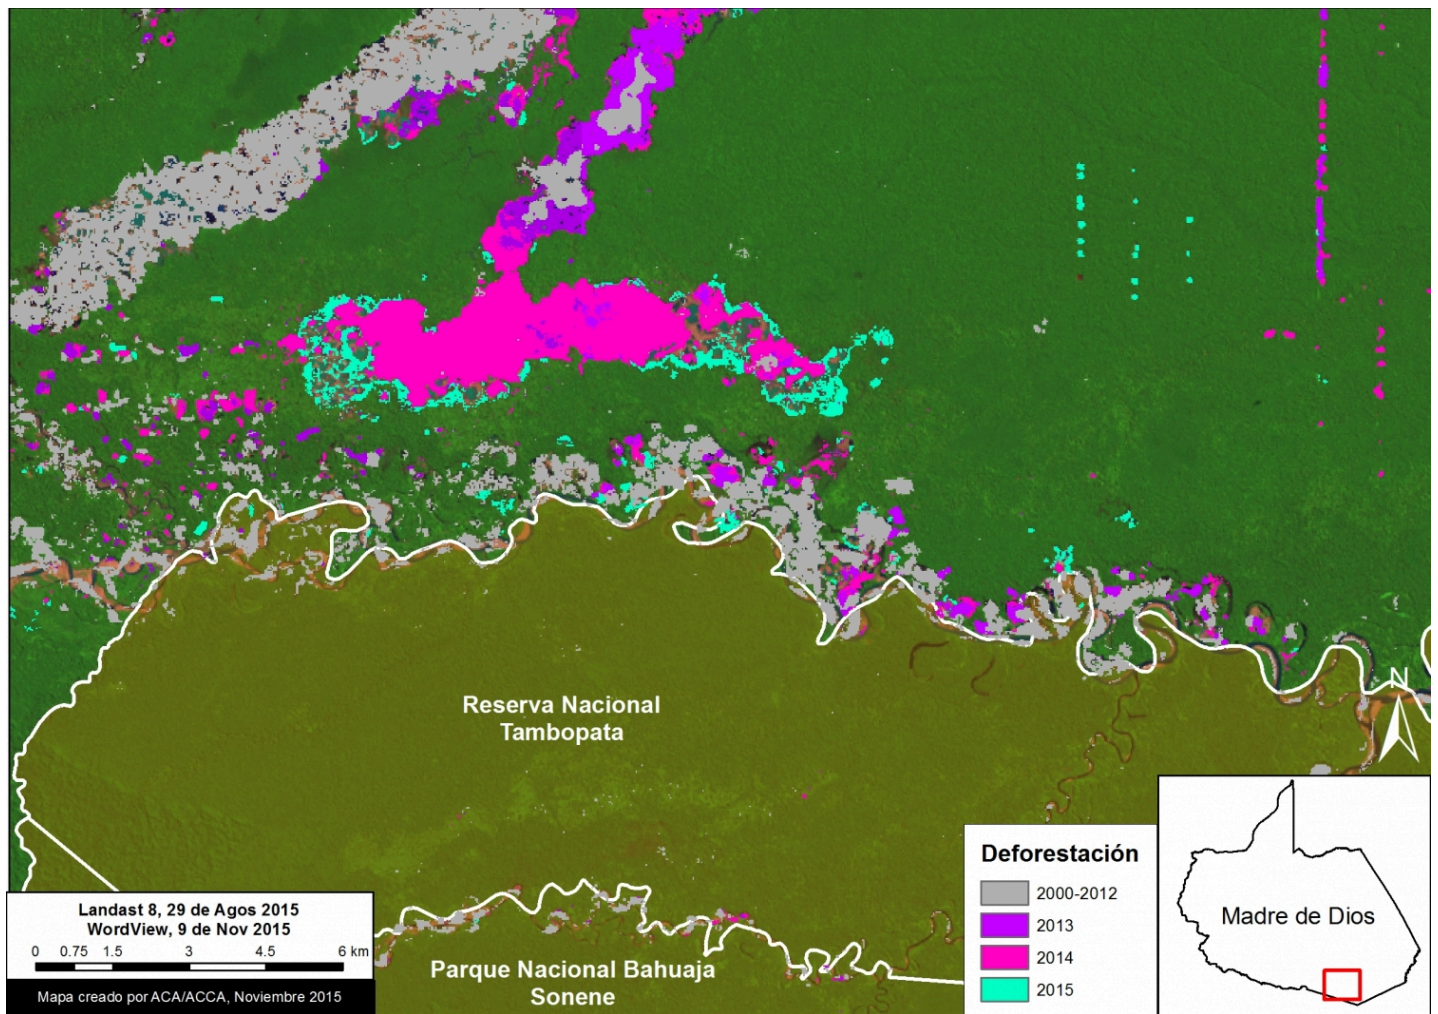 Reserva Nacional
Tambopata
N
Parque Nacional Bahuaja
Sonene
Landast 8, 29 de Agos 2015
WordView, 9 de Nov 2015
0 0.75 1.5 3 4.5 6 km
Mapa creado por ACA/ACCA, Noviembre 2015
Deforestación
2000-2012
2013
2014
2015
Madre de Dios